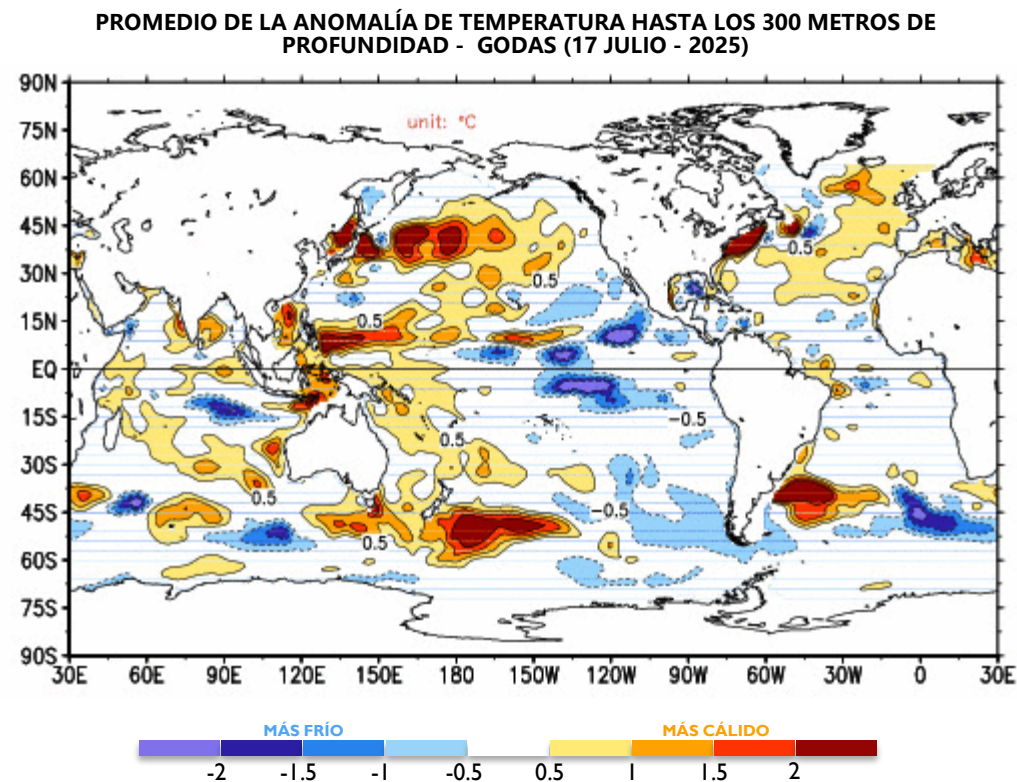 PROMEDIO DE LA ANOMALÍA DE TEMPERATURA HASTA LOS 300 METROS DE
PROFUNDIDAD - GODAS (17 JULIO - 2025)
90N
unit: °C
75N
60N
45N
0.5
30N
0.5
15N
0.5
EQ
15S
-0.5
0.5
30S
0.5
45S
-0.5
0.5
60S
75S
90S
30E 60E 90E 120E 150E 180 150W 120W 90W 60W 30W 0 30E
MÁS FRÍO MÁS CÁLIDO
-2 -1.5 -1 -0.5 0.5 1 1.5 2